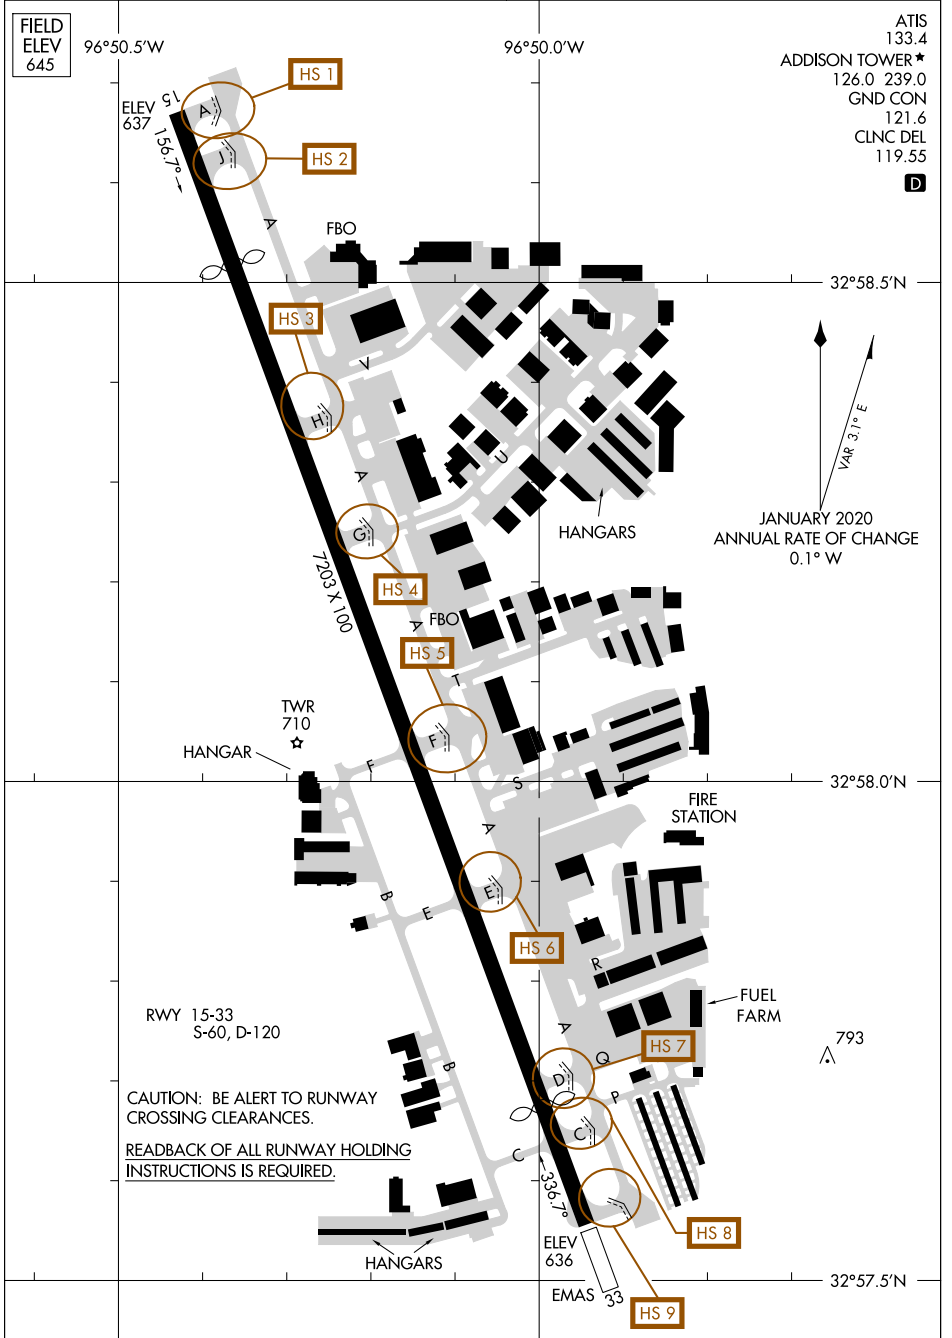 FIELD
ELEV
645
96°50.5'W
96°50.0'W
ATIS
133.4
ADDISON TOWER★
126.0 239.0
GND CON
121.6
CLNC DEL
119.55
D
HS 1
15
ELEV
637
A
156.7°
J
HS 2
A
FBO
32°58.5'N
HS 3
V
H
VAR 3.1° E
A
U
G
HANGARS
JANUARY 2020
ANNUAL RATE OF CHANGE
0.1° W
7203 X 100
HS 4
A
FBO
HS 5
T
TWR
710
F
HANGAR
F
S
32°58.0'N
FIRE
STATION
A
E
B
E
HS 6
R
FUEL
FARM
RWY 15-33
S-60, D-120
A
Q
HS 7
793
B
D
P
CAUTION: BE ALERT TO RUNWAY
CROSSING CLEARANCES.
C
READBACK OF ALL RUNWAY HOLDING
INSTRUCTIONS IS REQUIRED.
C
336.7°
HS 8
ELEV
636
HANGARS
32°57.5'N
EMAS
33
HS 9